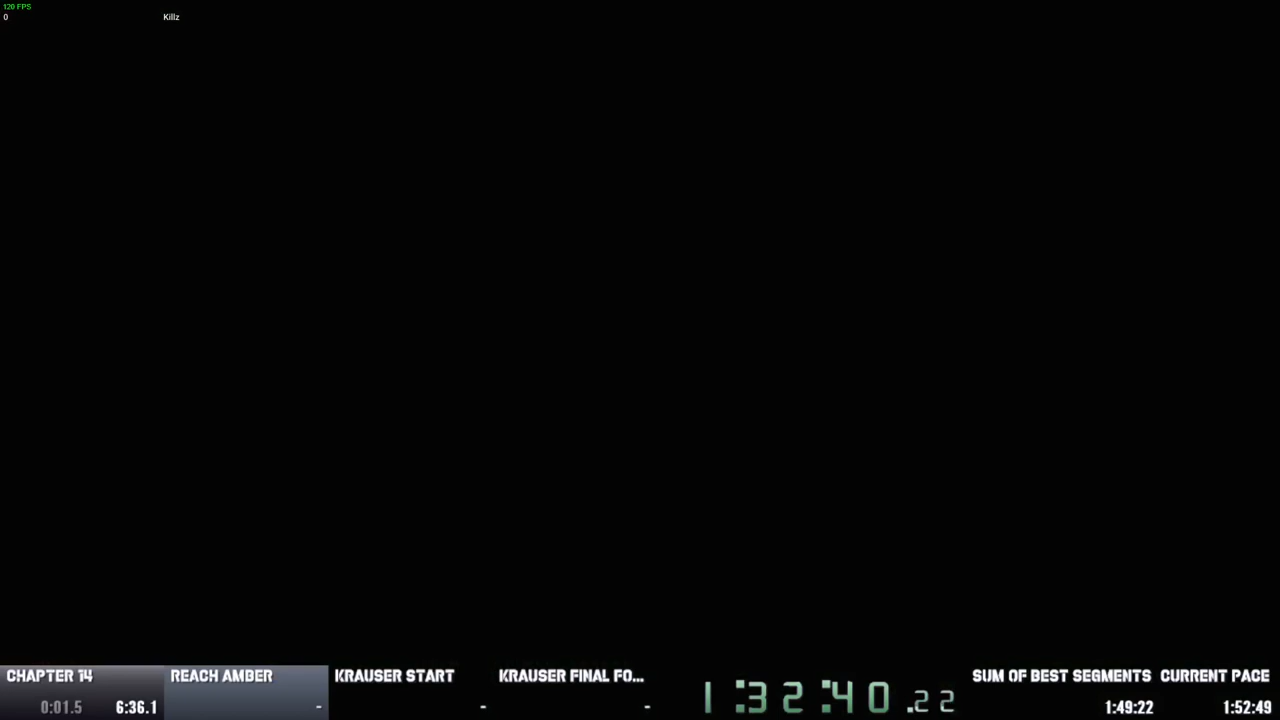 120 FPS
0 Killz
CHAPTER 14 REACH AMBER KRAUSER START KRAUSER FINAL FO... 1:32:40.22 SUM OF BEST SEGMENTS CURRENT PACE
0:01.5 6:36.1 - - - 1:49:22 1:52:49